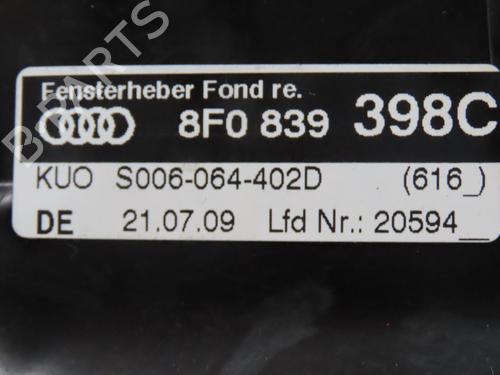 Fensterheber Fond re.
8F0 839 398C
KUO S006-064-402D (616_)
DE 21.07.09 Lfd Nr.: 20594__
B-PARTS